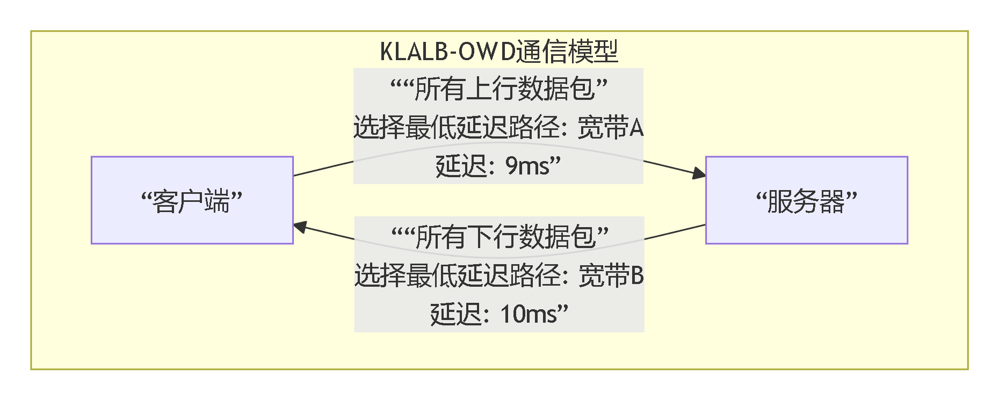 KLALB-OWD通信模型
““所有上行数据包”
选择最低延迟路径: 宽带A
延迟: 9ms”
“客户端”
“服务器”
““所有下行数据包”
选择最低延迟路径: 宽带B
延迟: 10ms”